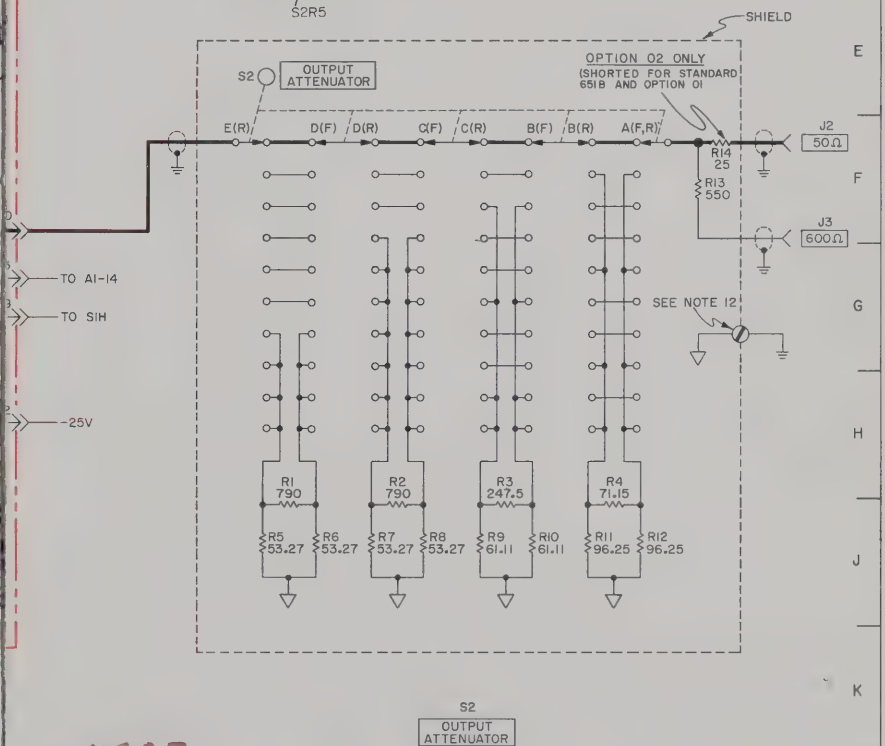 S2R5
SHIELD
E
OPTION 02 ONLY
(SHORTED FOR STANDARD
651B AND OPTION 01
S2
OUTPUT
ATTENUATOR
E(R) D(F) D(R) C(F) C(R) B(F) B(R) A(F,R)
J2
50Ω
R14
25
F
R13
550
J3
600Ω
TO A1-14
SEE NOTE 12
G
TO S1H
-25V
H
R1
790
R2
790
R3
247.5
R4
71.15
R5
53.27
R6
53.27
R7
53.27
R8
53.27
R9
61.11
R10
61.11
R11
96.25
R12
96.25
J
K
S2
OUTPUT
ATTENUATOR